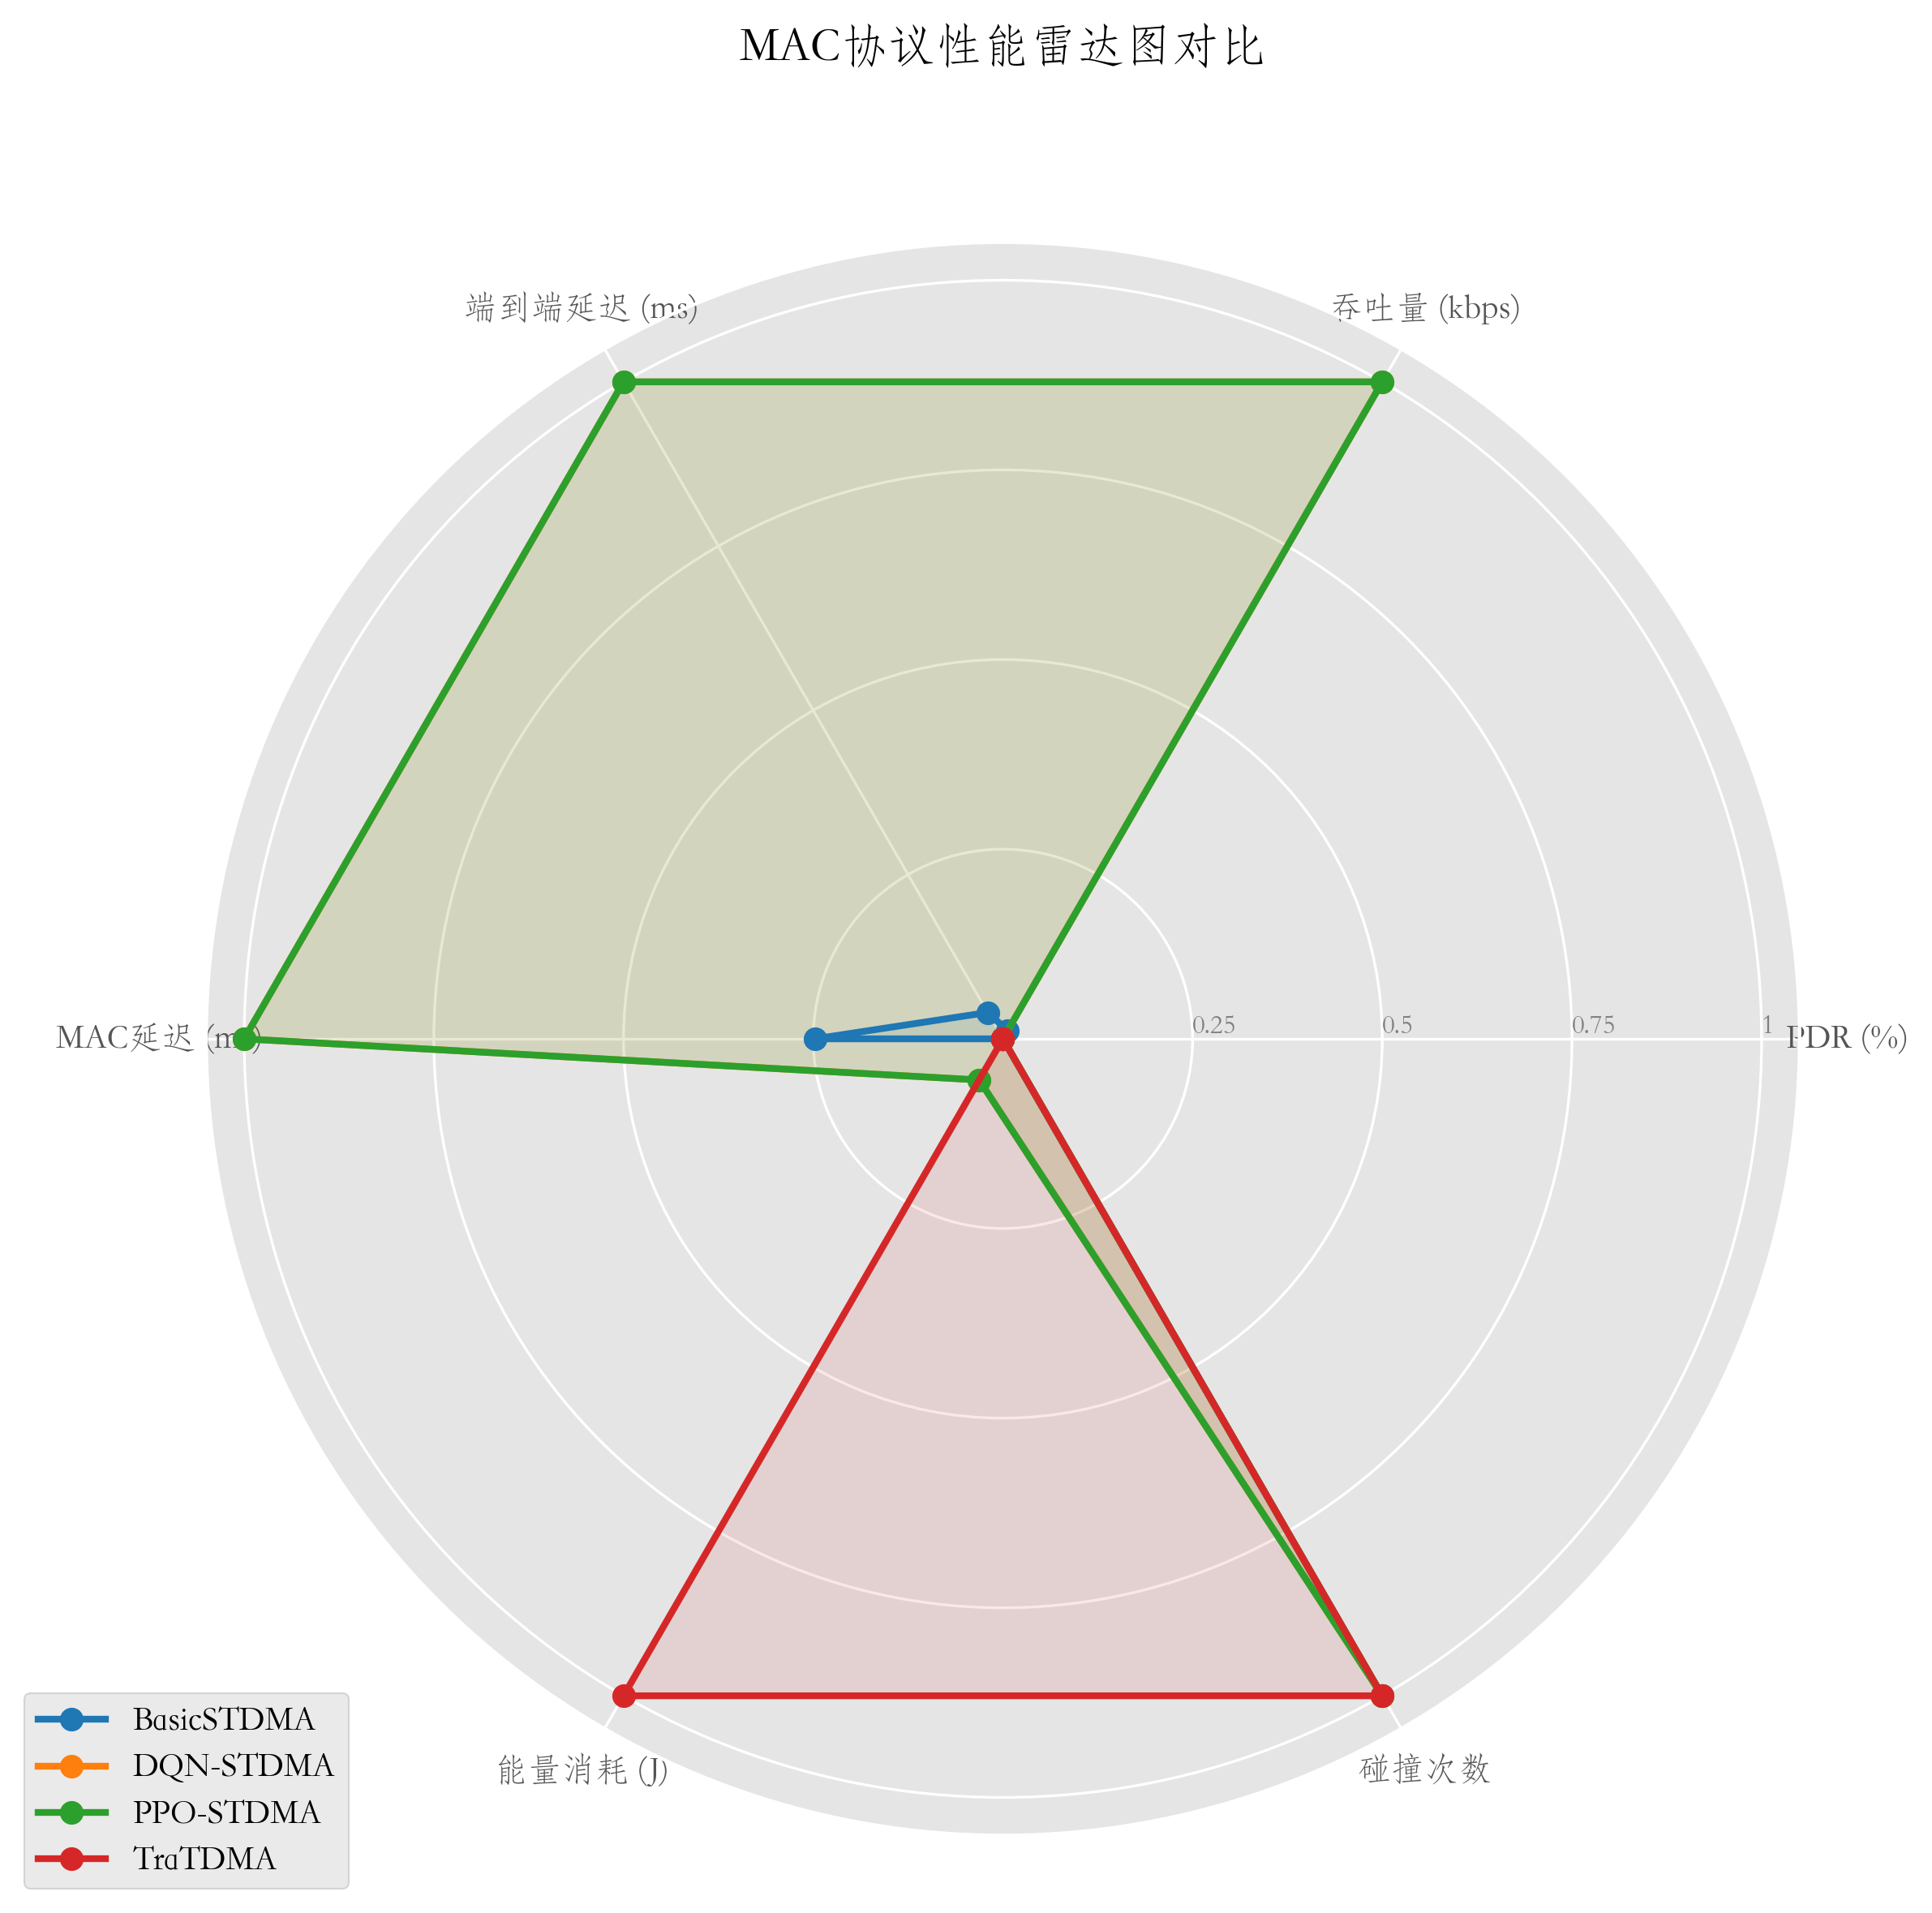 MAC协议性能雷达图对比
端到端延迟 (ms)
吞吐量 (kbps)
MAC延迟 (m )
0.25
0.5
0.75
1
PDR (%)
能量消耗 (J)
碰撞次数
BasicSTDMA
DQN-STDMA
PPO-STDMA
TraTDMA